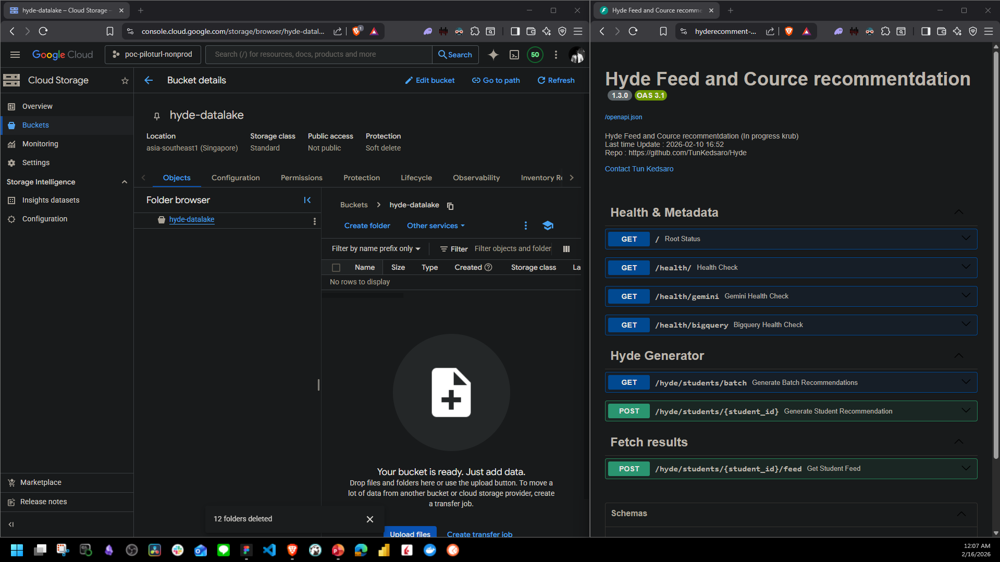 hyde-datalake – Cloud Storage –
console.cloud.google.com/storage/browser/hyde-datal...
1
Google Cloud
poc-piloturl-nonprod
Search (/) for resources, docs, products and more
Search
50
Cloud Storage
Overview
Buckets
Monitoring
Settings
Storage Intelligence
Insights datasets
Configuration
Marketplace
Release notes
Bucket details
Edit bucket
Go to path
Refresh
hyde-datalake
Location
asia-southeast1 (Singapore)
Storage class
Standard
Public access
Not public
Protection
Soft delete
Objects
Configuration
Permissions
Protection
Lifecycle
Observability
Inventory Re
Folder browser
hyde-datalake
Buckets
hyde-datalake
Create folder
Other services
Filter by name prefix only
Filter
Filter objects and folder
Name
Size
Type
Created
Storage class
La
No rows to display
Your bucket is ready. Just add data.
Drop files and folders here or use the upload button. To move a
lot of data from another bucket or cloud storage provider, create
a transfer job.
Upload files
Create transfer job
12 folders deleted
Hyde Feed and Cource recomme
hyderecomment-...
Hyde Feed and Cource recommentdation
1.3.0
OAS 3.1
/openapi.json
Hyde Feed and Cource recommentdation (In progress krub)
Last time Update : 2026-02-10 16:52
Repo : https://github.com/TunKedsaro/Hyde
Contact Tun Kedsaro
Health & Metadata
GET / Root Status
GET /health/ Health Check
GET /health/gemini Gemini Health Check
GET /health/bigquery Bigquery Health Check
Hyde Generator
GET /hyde/students/batch Generate Batch Recommendations
POST /hyde/students/{student_id} Generate Student Recommendation
Fetch results
POST /hyde/students/{student_id}/feed Get Student Feed
Schemas
12:07 AM
2/16/2026